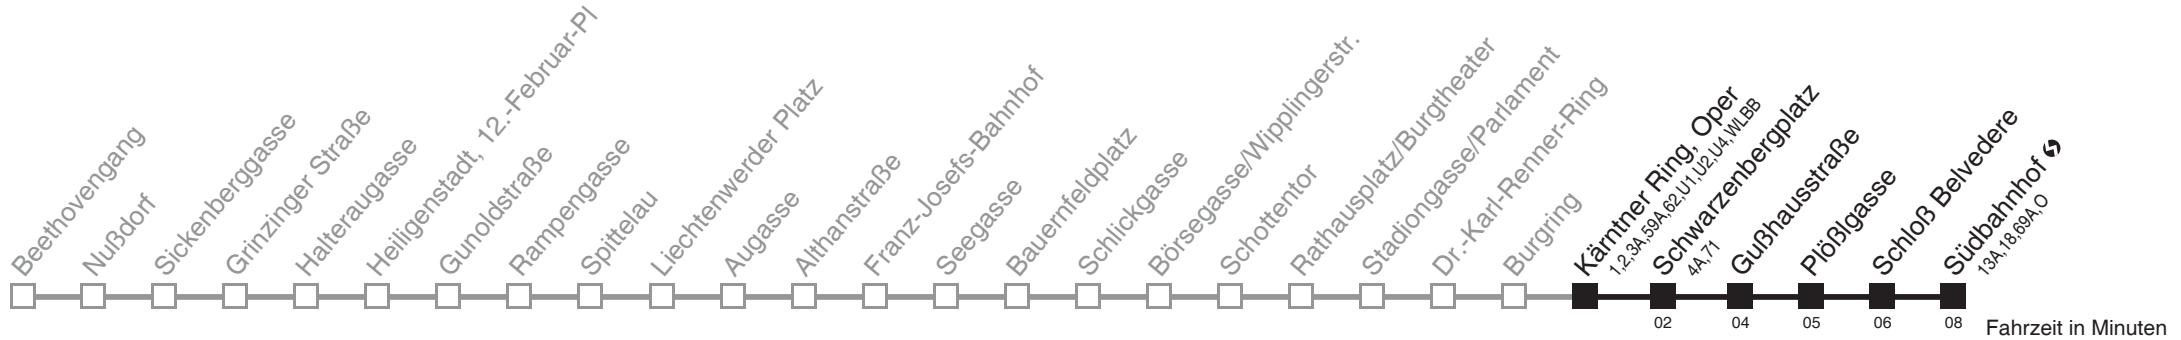 Beethovengang
Nußdorf
Sickenberggasse
Grinzinger Straße
Halteraugasse
Heiligenstadt, 12.-Februar-Pl
Gunoldstraße
Rampengasse
Spittelau
Liechtenwerder Platz
Augasse
Althanstraße
Franz-Josefs-Bahnhof
Seegasse
Bauernfeldplatz
Schlickgasse
Börsegasse/Wipplingerstr.
Schottentor
Rathausplatz/Burgtheater
Stadiongasse/Parlament
Dr.-Karl-Renner-Ring
Burgring
Kärntner Ring, Oper
1,2,3A,59A,62,U1,U2,U4,WLBB
Schwarzenbergplatz
4A,71
Gußhausstraße
Plößlgasse
Schloß Belvedere
Südbahnhof
13A,18,69A,O
02 04 05 06 08 Fahrzeit in Minuten